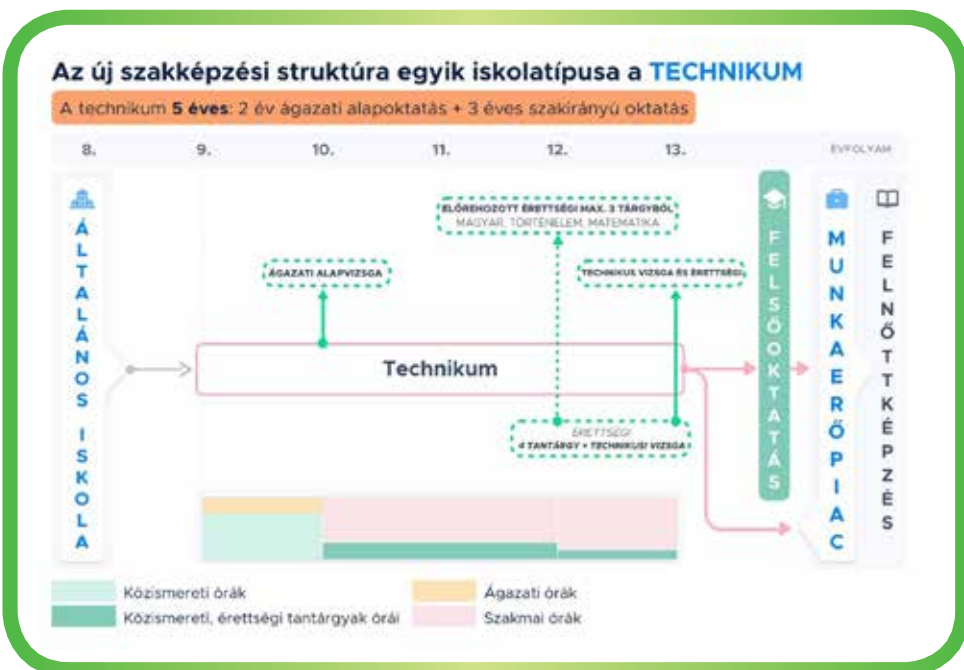 Az új szakképzési struktúra egyik iskolatípusa a TECHNIKUM
A technikum 5 éves: 2 év ágazati alapoktatás + 3 éves szakirányú oktatás
8. 9. 10. 11. 12. 13. ÉVFOLYAM
ÁLTALÁNOS ISKOLA
ELŐREHOZOTT ÉRETTSÉGI MAX. 3 TÁRGYBÓL
MAGYAR, TÖRTÉNELEM, MATEMATIKA
ÁGAZATI ALAPVIZSGA
TECHNIKUS VIZSGA ÉS ÉRETTSÉGI
Technikum
ÉRETTSÉGI
4 TANTÁRGY + TECHNIKUSI VIZSGA
FELSŐOKTATÁS
MUNKAERŐPIAC
FELNŐTTKÉPZÉS
Közismereti órák
Ágazati órák
Közismereti, érettségi tantárgyak órái
Szakmai órák